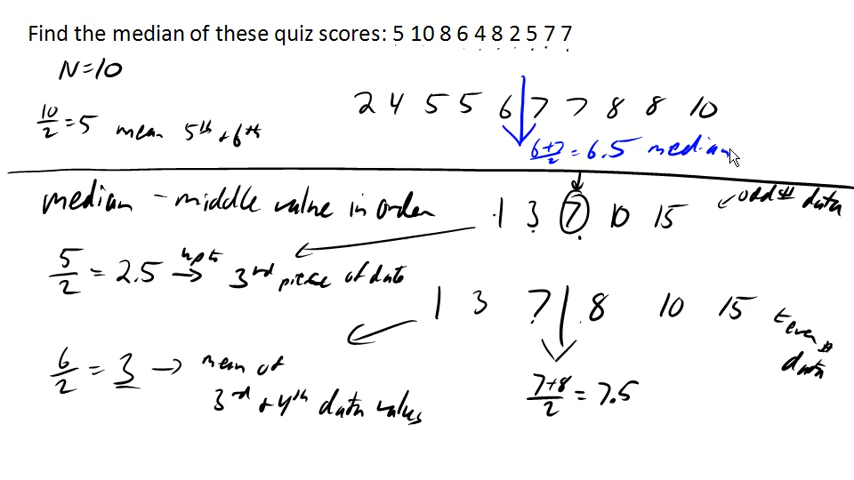 Find the median of these quiz scores: 5 10 8 6 4 8 2 5 7 7
N=10
10/2 = 5 mean 5th + 6th
2 4 5 5 6 7 7 8 8 10
6+7/2 = 6.5 median
median - middle value in order
1 3 7 10 15
odd # data
5/2 = 2.5 → up to 3rd piece of data
1 3 7 8 10 15
even # data
6/2 = 3 → mean of
3rd + 4th data values
7+8/2 = 7.5